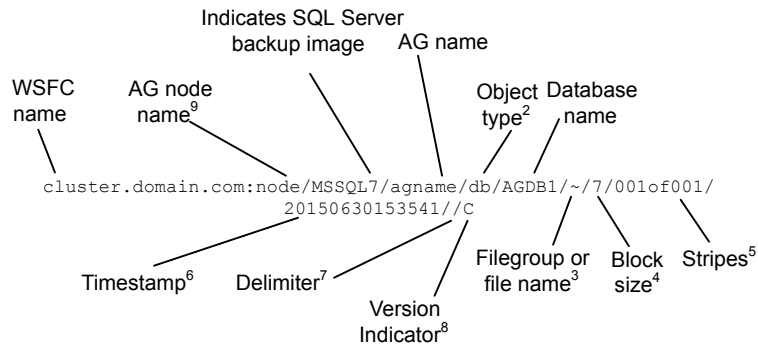 Indicates SQL Server
backup image
AG name
WSFC
name
AG node
name⁹
Object
type²
Database
name
cluster.domain.com:node/MSSQL7/agname/db/AGDB1/~/7/001of001/
20150630153541//C
Timestamp⁶
Delimiter⁷
Version
Indicator⁸
Filegroup or
file name³
Block
size⁴
Stripes⁵